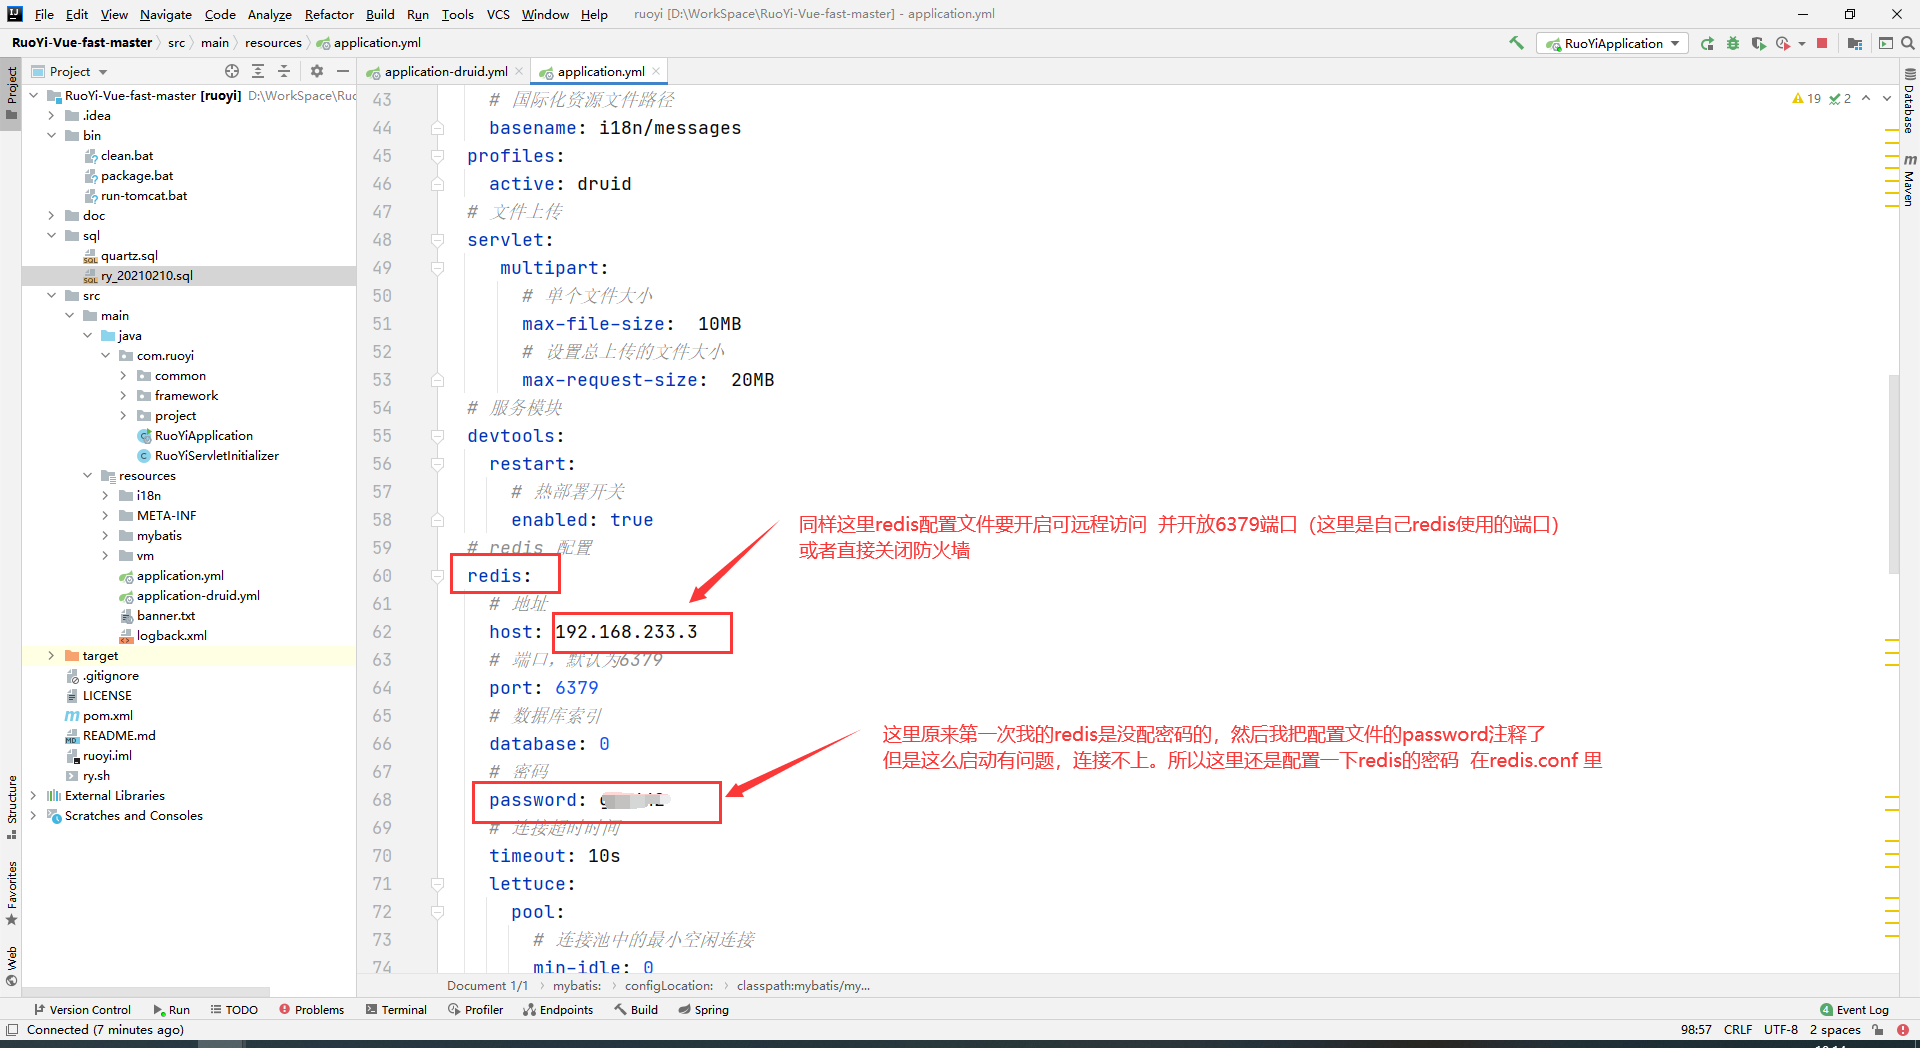 File Edit View Navigate Code Analyze Refactor Build Run Tools VCS Window Help ruoyi [D:\WorkSpace\RuoYi-Vue-fast-master] - application.yml
RuoYi-Vue-fast-master src main resources application.yml
RuoYiApplication
Project
application-druid.yml
application.yml
Project
RuoYi-Vue-fast-master [ruoyi] D:\WorkSpace\Ruo
.idea
bin
clean.bat
package.bat
run-tomcat.bat
doc
sql
quartz.sql
ry_20210210.sql
src
main
java
com.ruoyi
common
framework
project
RuoYiApplication
RuoYiServletInitializer
resources
i18n
META-INF
mybatis
vm
application.yml
application-druid.yml
banner.txt
logback.xml
target
.gitignore
LICENSE
pom.xml
README.md
ruoyi.iml
ry.sh
External Libraries
Scratches and Consoles
Structure
Favorites
Web
43 # 国际化资源文件路径
44 basename: i18n/messages
45 profiles:
46 active: druid
47 # 文件上传
48 servlet:
49 multipart:
50 # 单个文件大小
51 max-file-size: 10MB
52 # 设置总上传的文件大小
53 max-request-size: 20MB
54 # 服务模块
55 devtools:
56 restart:
57 # 热部署开关
58 enabled: true
59 # redis 配置
60 redis:
61 # 地址
62 host: 192.168.233.3
63 # 端口，默认为6379
64 port: 6379
65 # 数据库索引
66 database: 0
67 # 密码
68 password:
69 # 连接超时时间
70 timeout: 10s
71 lettuce:
72 pool:
73 # 连接池中的最小空闲连接
74 min-idle: 0
同样这里redis配置文件要开启可远程访问 并开放6379端口（这里是自己redis使用的端口）
或者直接关闭防火墙
这里原来第一次我的redis是没配密码的，然后我把配置文件的password注释了
但是这么启动有问题，连接不上。所以这里还是配置一下redis的密码 在redis.conf 里
19 2
Database
Maven
Document 1/1 mybatis: configLocation: classpath:mybatis/my...
Version Control Run TODO Problems Terminal Profiler Endpoints Build Spring 4 Event Log
Connected (7 minutes ago) 98:57 CRLF UTF-8 2 spaces